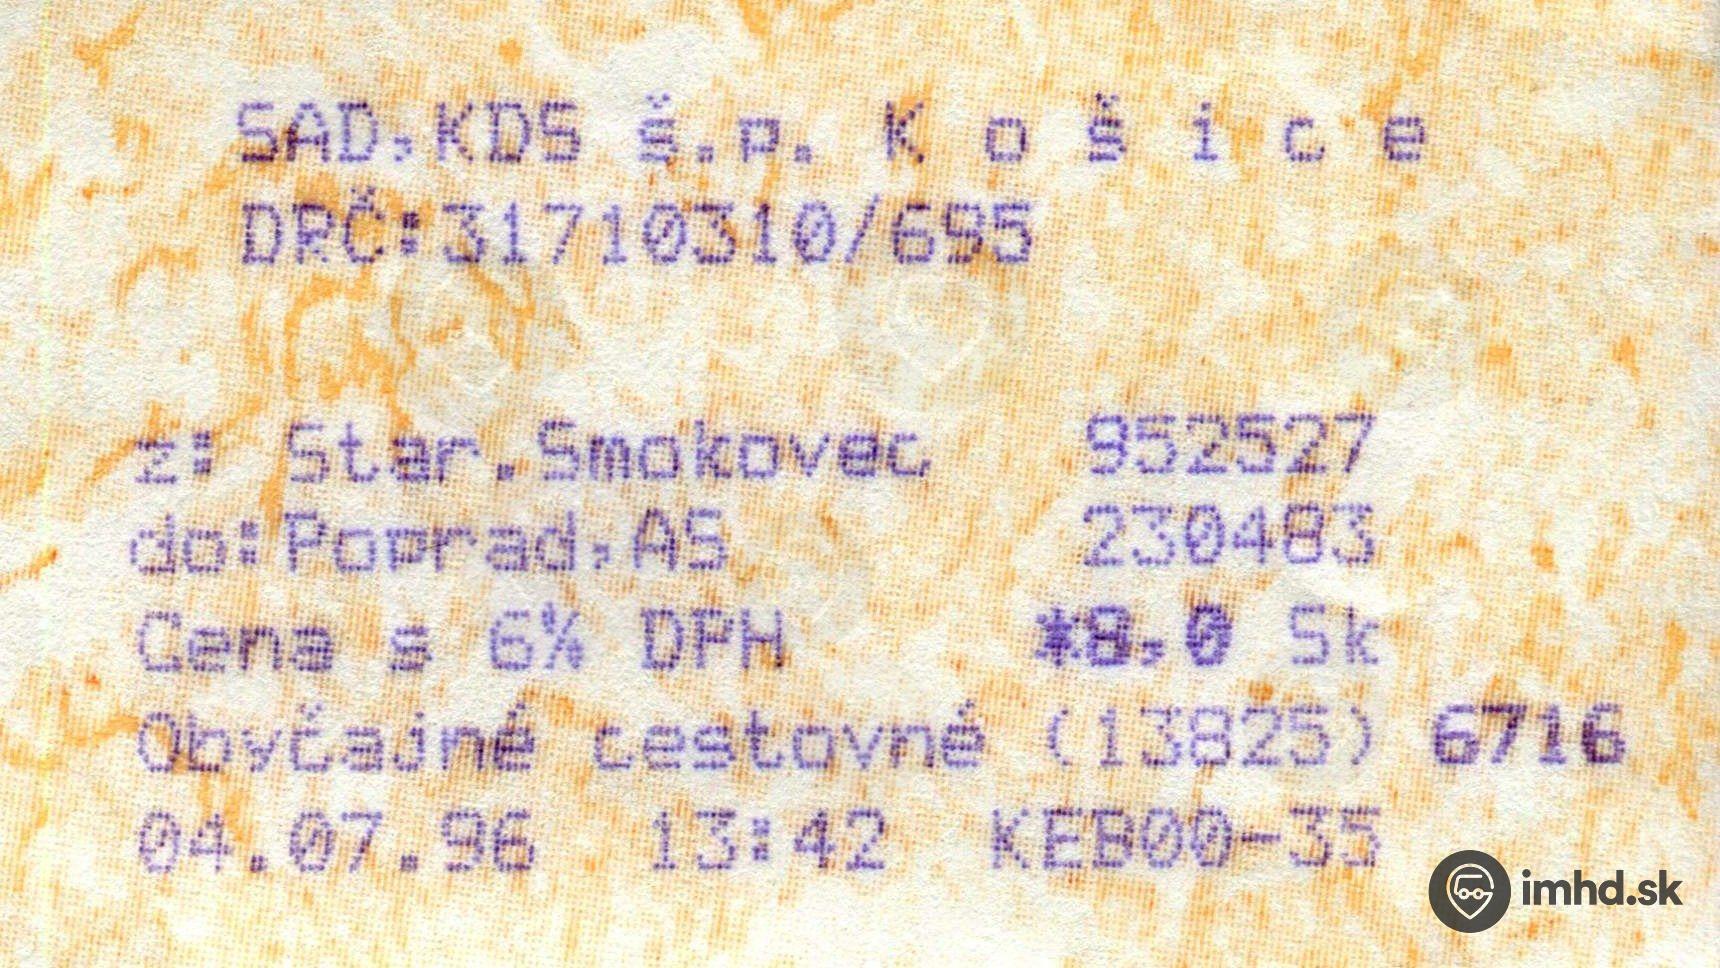 SAD,KDS š.p. K o š i c e
DRČ:31710310/695
z: Star.Smokovec 952527
do:Poprad,AS 230483
Cena s 6% DPH *8,0 Sk
Obyčajné cestovné (13825) 6716
04.07.96 13:42 KEB00-35
imhd.sk